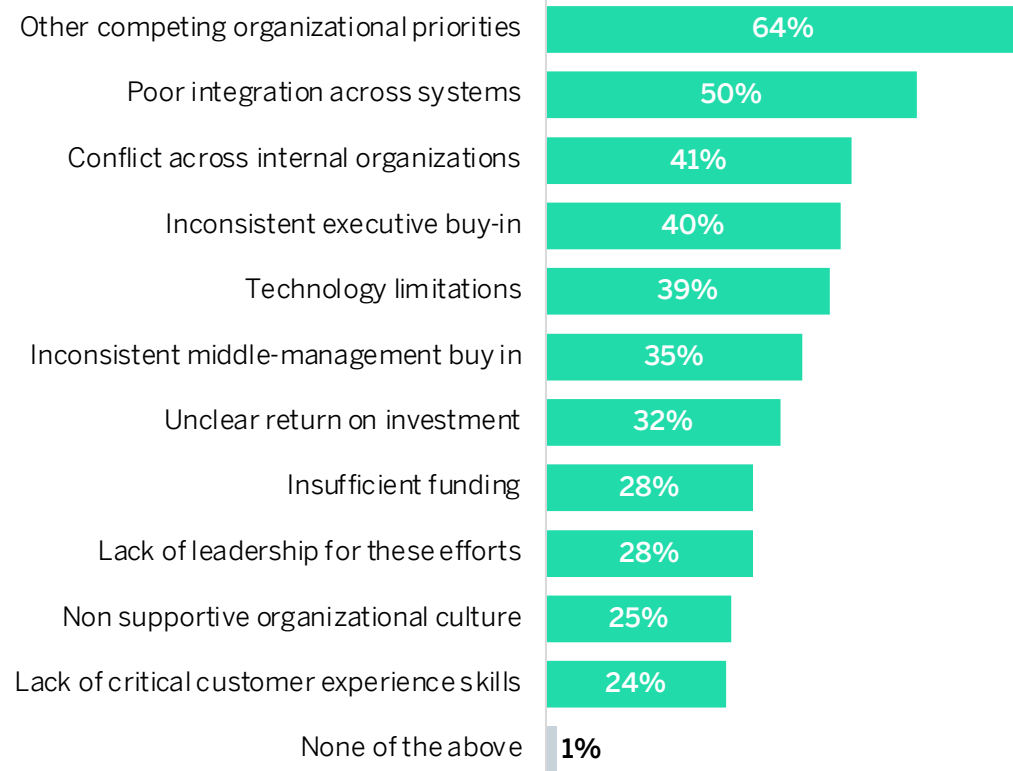 Other competing organizational priorities 64%
Poor integration across systems 50%
Conflict across internal organizations 41%
Inconsistent executive buy-in 40%
Technology limitations 39%
Inconsistent middle-management buy in 35%
Unclear return on investment 32%
Insufficient funding 28%
Lack of leadership for these efforts 28%
Non supportive organizational culture 25%
Lack of critical customer experience skills 24%
None of the above 1%